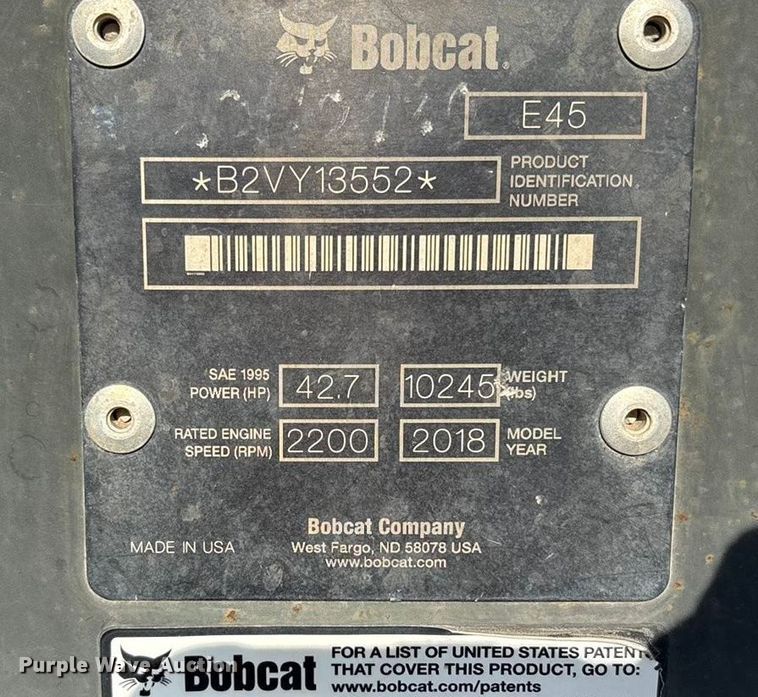 Bobcat®
E45
*B2VY13552*
PRODUCT
IDENTIFICATION
NUMBER
SAE 1995
POWER (HP)
42.7
10245
WEIGHT
(lbs)
RATED ENGINE
SPEED (RPM)
2200
2018
MODEL
YEAR
Bobcat Company
MADE IN USA
West Fargo, ND 58078 USA
www.bobcat.com
Bobcat
FOR A LIST OF UNITED STATES PATENT
THAT COVER THIS PRODUCT, GO TO:
www.bobcat.com/patents
Purple Wave Auction